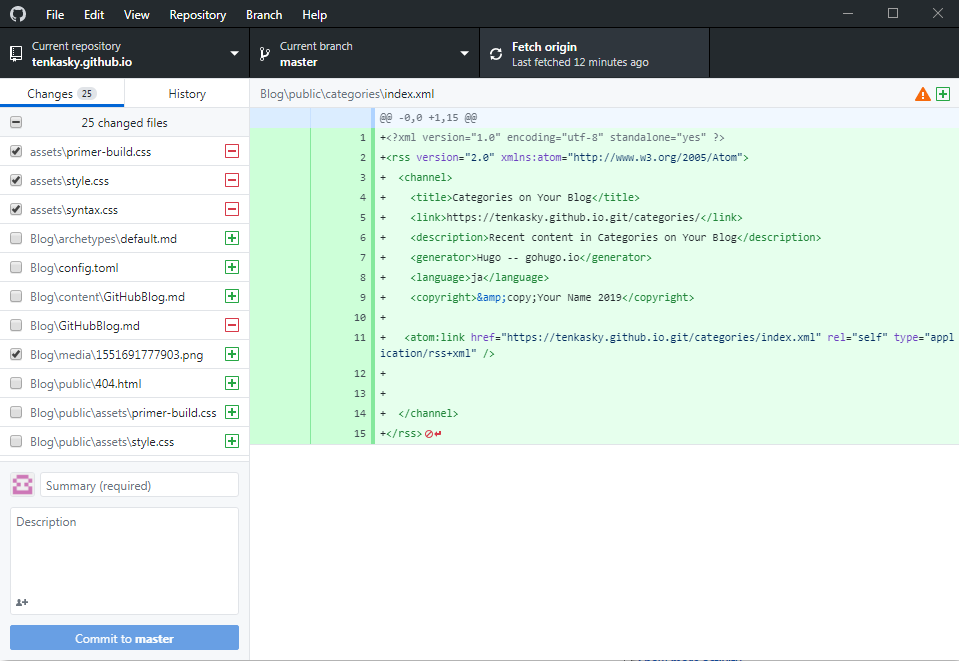 File Edit View Repository Branch Help
Current repository
tenkasky.github.io
Current branch
master
Fetch origin
Last fetched 12 minutes ago
Changes 25
History
25 changed files
assets\primer-build.css
assets\style.css
assets\syntax.css
Blog\archetypes\default.md
Blog\config.toml
Blog\content\GitHubBlog.md
Blog\GitHubBlog.md
Blog\media\1551691777903.png
Blog\public\404.html
Blog\public\assets\primer-build.css
Blog\public\assets\style.css
Summary (required)
Description
Commit to master
Blog\public\categories\index.xml
@@ -0,0 +1,15 @@
1 +<?xml version="1.0" encoding="utf-8" standalone="yes" ?>
2 +<rss version="2.0" xmlns:atom="http://www.w3.org/2005/Atom">
3 +  <channel>
4 +    <title>Categories on Your Blog</title>
5 +    <link>https://tenkasky.github.io.git/categories/</link>
6 +    <description>Recent content in Categories on Your Blog</description>
7 +    <generator>Hugo -- gohugo.io</generator>
8 +    <language>ja</language>
9 +    <copyright>&amp;copy;Your Name 2019</copyright>
10 +
11 +    <atom:link href="https://tenkasky.github.io.git/categories/index.xml" rel="self" type="appl
ication/rss+xml" />
12 +
13 +
14 +  </channel>
15 +</rss>